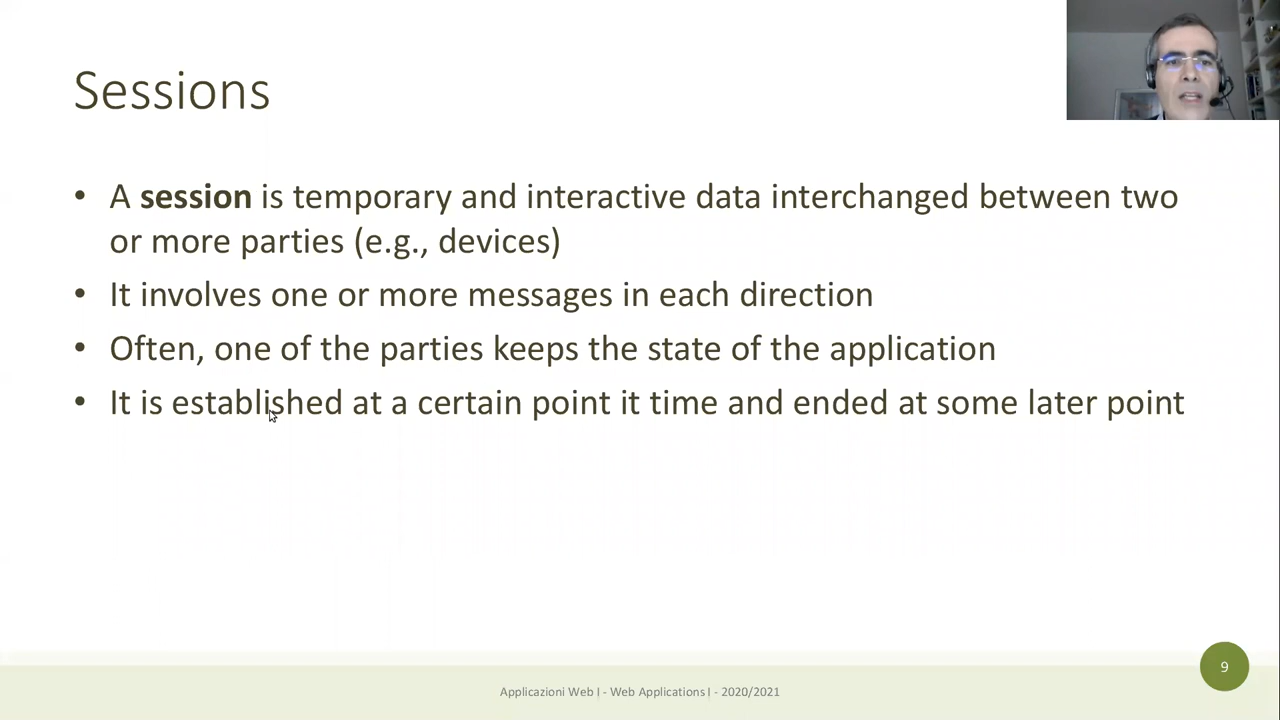 Sessions
• A session is temporary and interactive data interchanged between two
or more parties (e.g., devices)
• It involves one or more messages in each direction
• Often, one of the parties keeps the state of the application
• It is established at a certain point it time and ended at some later point
9
Applicazioni Web I - Web Applications I - 2020/2021